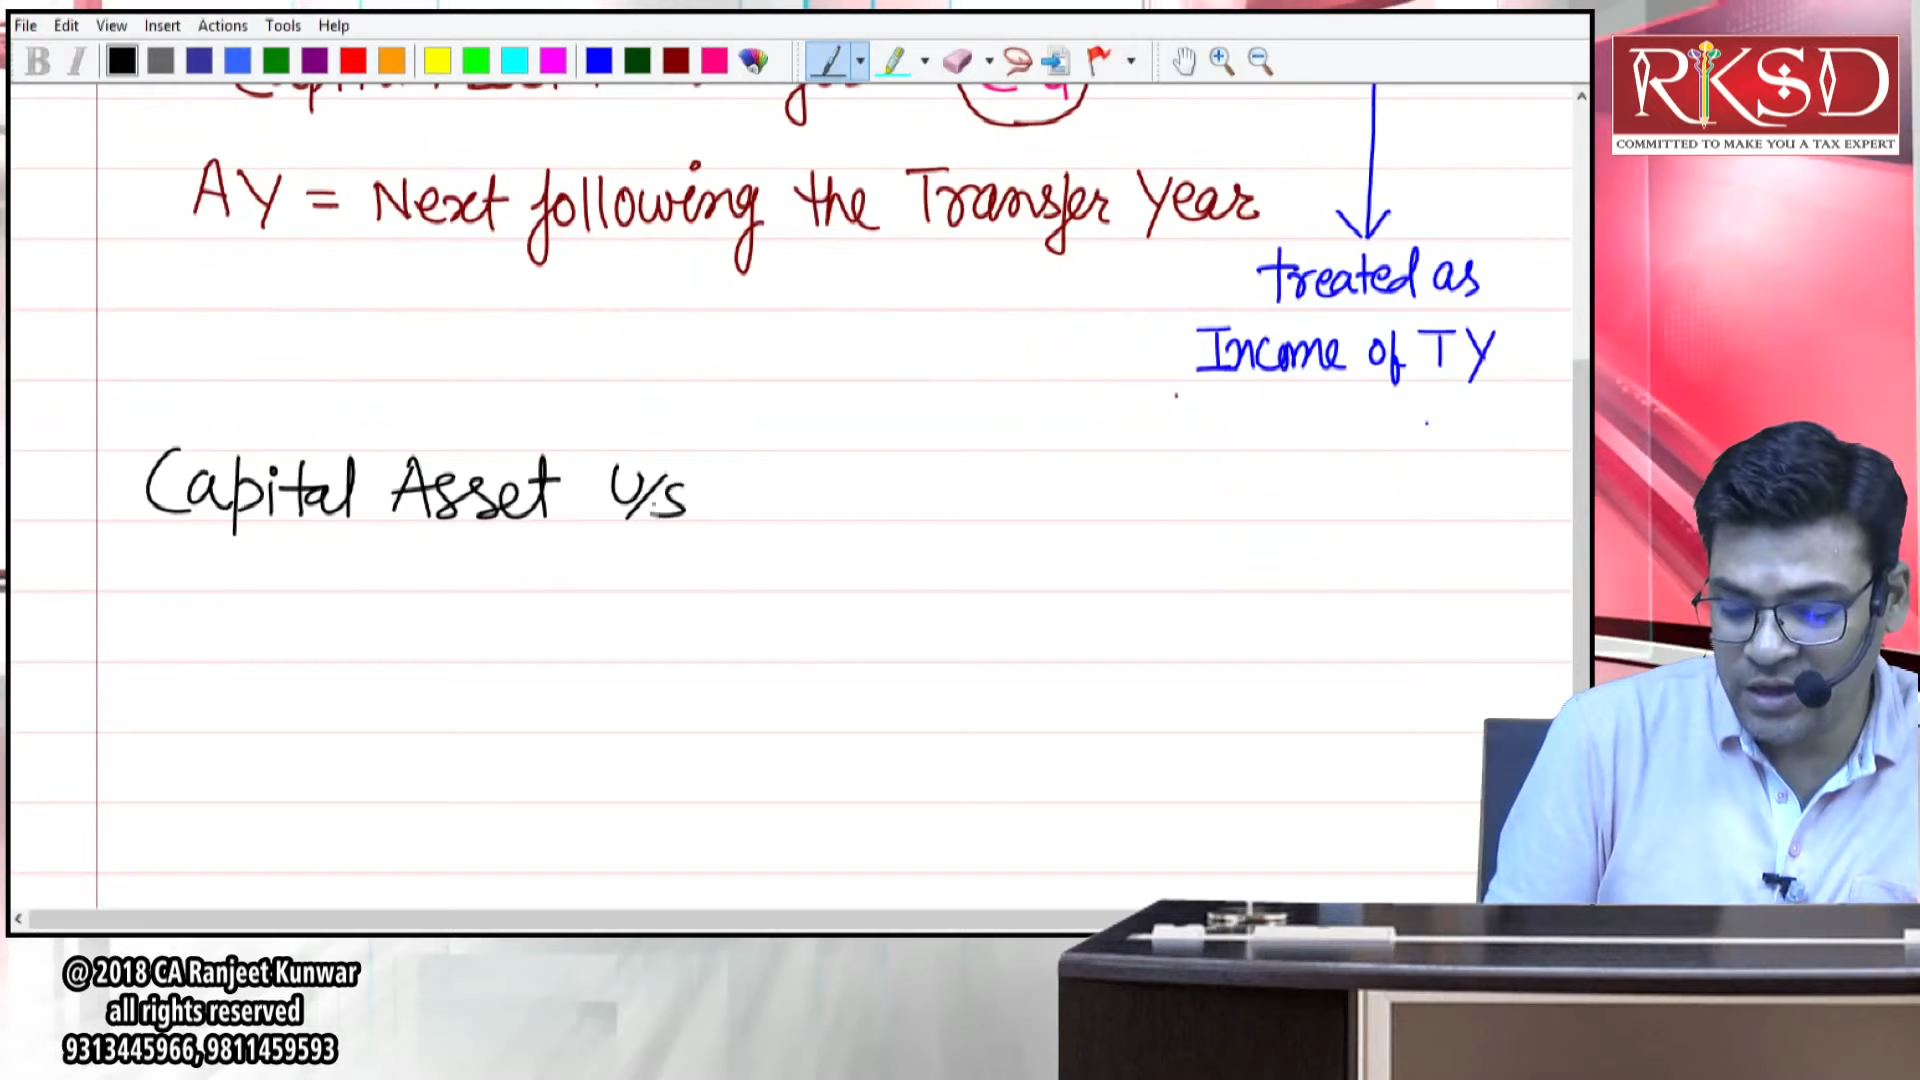 File Edit View Insert Actions Tools Help
B I
RKSD
COMMITTED TO MAKE YOU A TAX EXPERT
AY = Next following the Transfer Year
treated as
Income of TY
Capital Asset U/s
@ 2018 CA Ranjeet Kunwar
all rights reserved
9313445966, 9811459593